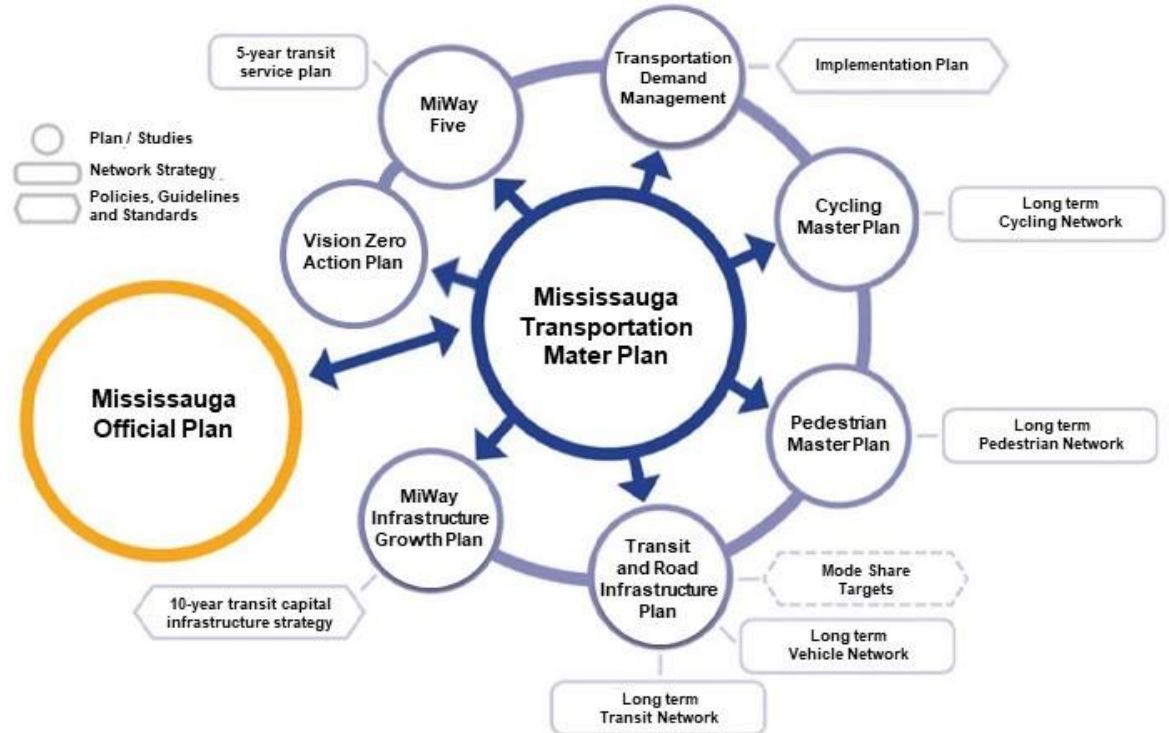 5-year transit
service plan
MiWay
Five
Transportation
Demand
Management
Implementation Plan
Plan / Studies
Network Strategy
Policies, Guidelines
and Standards
Vision Zero
Action Plan
Cycling
Master Plan
Long term
Cycling Network
Mississauga
Transportation
Mater Plan
Mississauga
Official Plan
Pedestrian
Master Plan
Long term
Pedestrian Network
MiWay
Infrastructure
Growth Plan
Transit
and Road
Infrastructure
Plan
Mode Share
Targets
10-year transit capital
infrastructure strategy
Long term
Vehicle Network
Long term
Transit Network